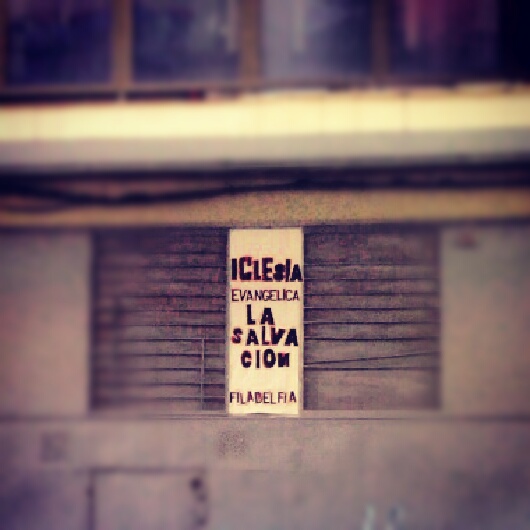 IGLESIA
EVANGELICA
LA
SALVA
CION
FILADELFIA